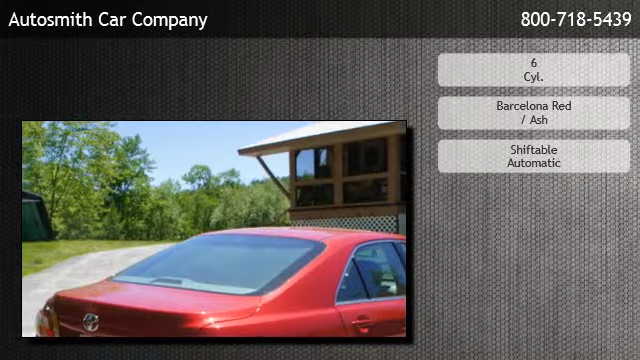 Autosmith Car Company
800-718-5439
6
Cyl.
Barcelona Red
/ Ash
Shiftable
Automatic